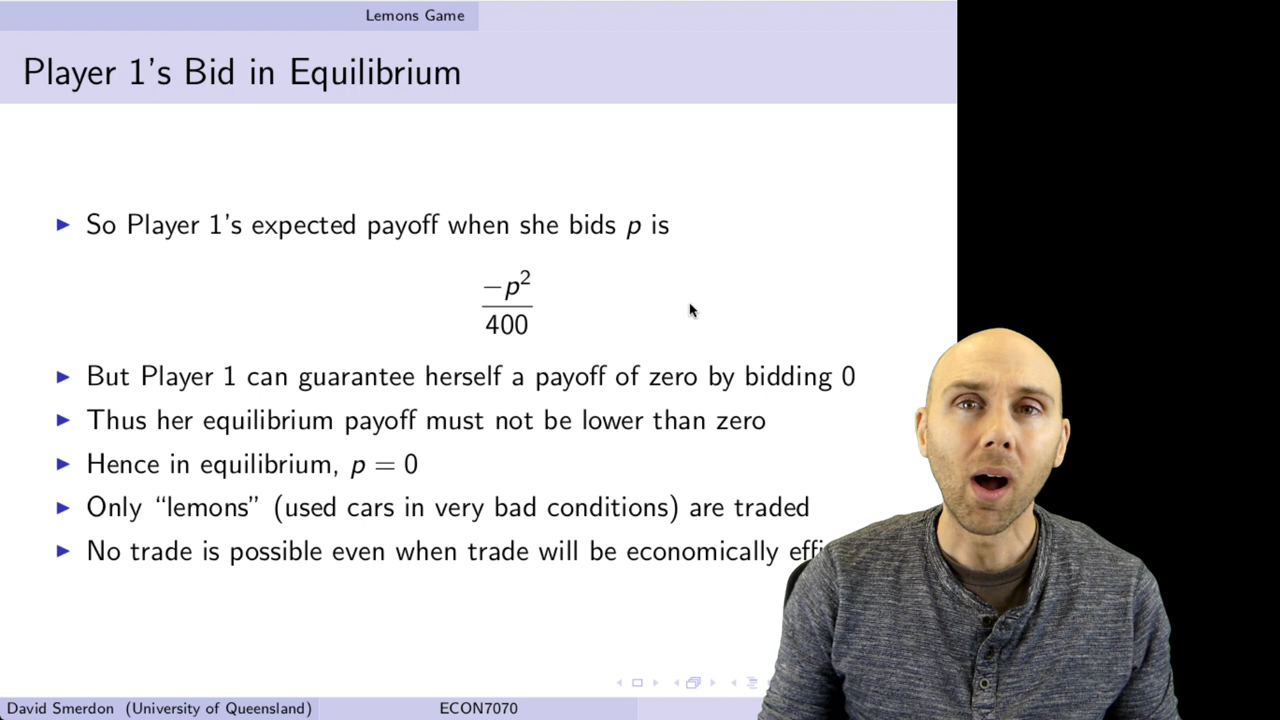 Lemons Game
Player 1's Bid in Equilibrium
▶ So Player 1's expected payoff when she bids p is
−p²
400
▶ But Player 1 can guarantee herself a payoff of zero by bidding 0
▶ Thus her equilibrium payoff must not be lower than zero
▶ Hence in equilibrium, p = 0
▶ Only “lemons” (used cars in very bad conditions) are traded
▶ No trade is possible even when trade will be economically
David Smerdon (University of Queensland) ECON7070